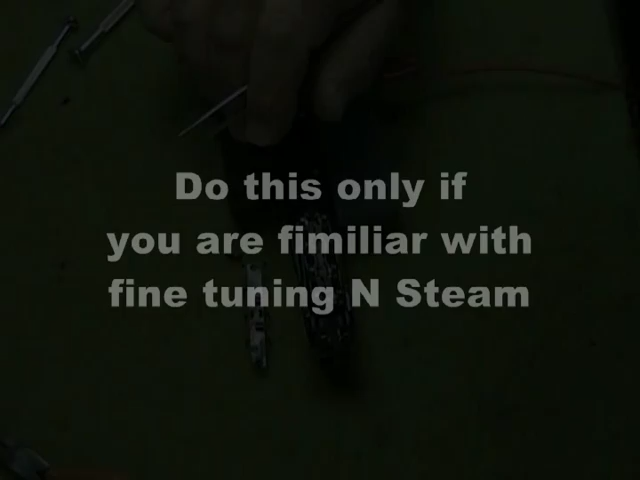 Do this only if
you are fimiliar with
fine tuning N Steam